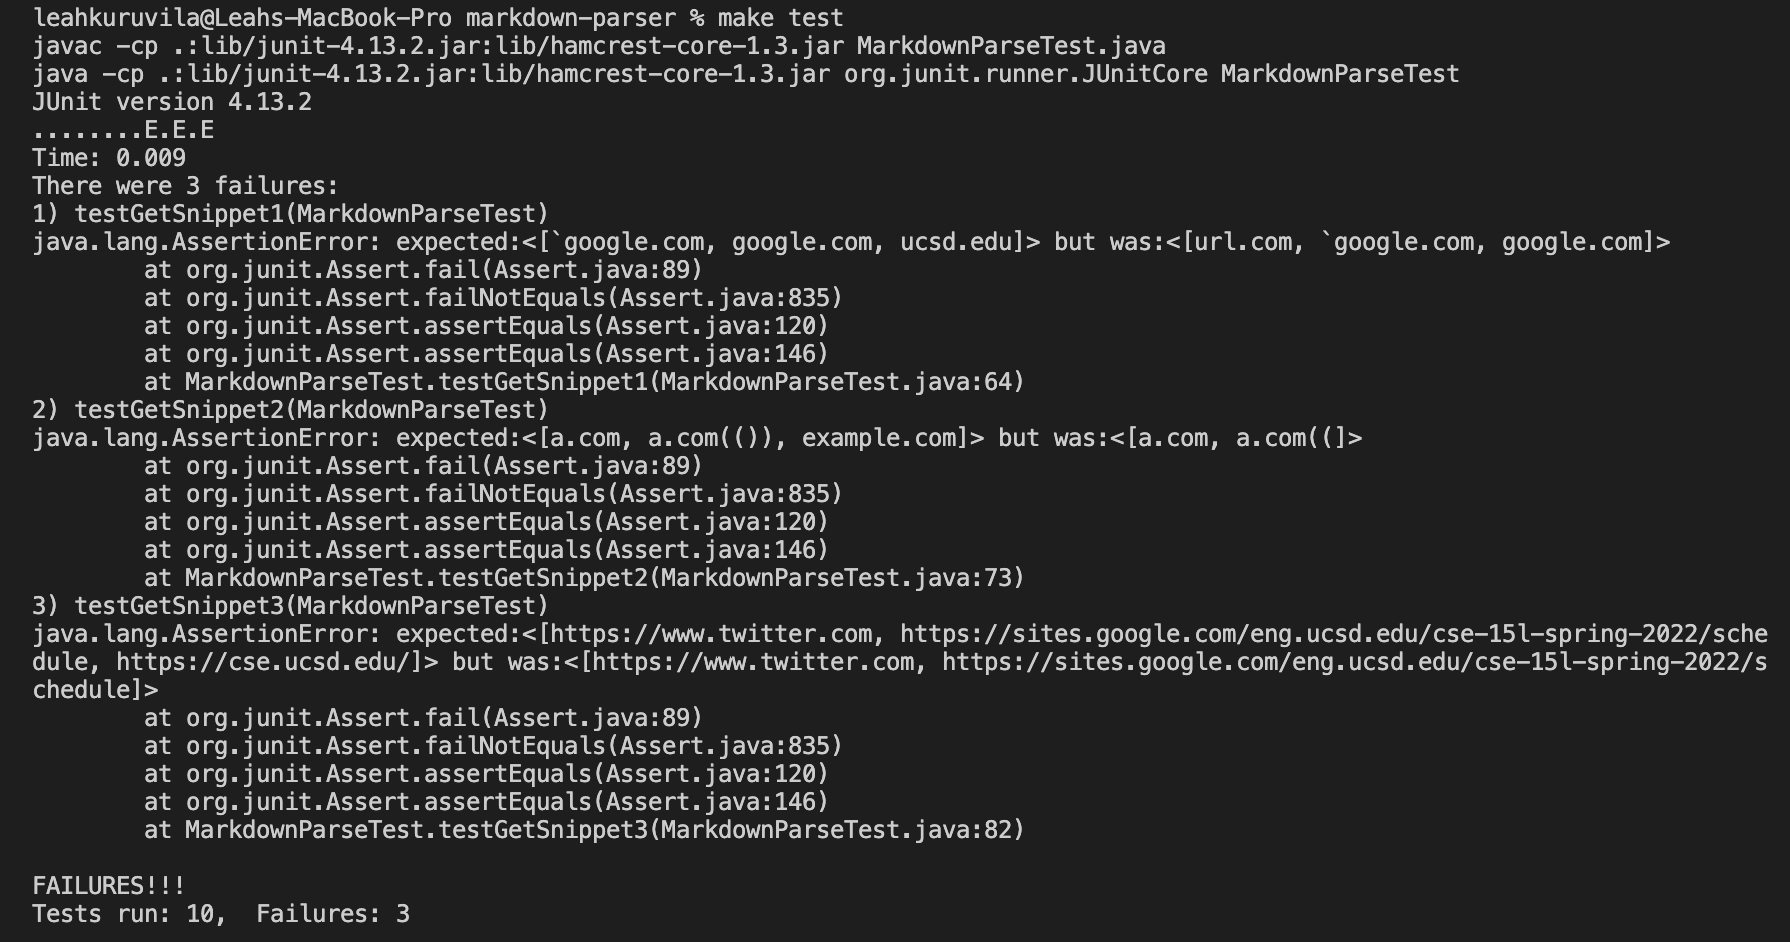 leahkuruvila@Leahs-MacBook-Pro markdown-parser % make test
javac -cp .:lib/junit-4.13.2.jar:lib/hamcrest-core-1.3.jar MarkdownParseTest.java
java -cp .:lib/junit-4.13.2.jar:lib/hamcrest-core-1.3.jar org.junit.runner.JUnitCore MarkdownParseTest
JUnit version 4.13.2
........E.E.E
Time: 0.009
There were 3 failures:
1) testGetSnippet1(MarkdownParseTest)
java.lang.AssertionError: expected:<[`google.com, google.com, ucsd.edu]> but was:<[url.com, `google.com, google.com]>
        at org.junit.Assert.fail(Assert.java:89)
        at org.junit.Assert.failNotEquals(Assert.java:835)
        at org.junit.Assert.assertEquals(Assert.java:120)
        at org.junit.Assert.assertEquals(Assert.java:146)
        at MarkdownParseTest.testGetSnippet1(MarkdownParseTest.java:64)
2) testGetSnippet2(MarkdownParseTest)
java.lang.AssertionError: expected:<[a.com, a.com(()), example.com]> but was:<[a.com, a.com((]>
        at org.junit.Assert.fail(Assert.java:89)
        at org.junit.Assert.failNotEquals(Assert.java:835)
        at org.junit.Assert.assertEquals(Assert.java:120)
        at org.junit.Assert.assertEquals(Assert.java:146)
        at MarkdownParseTest.testGetSnippet2(MarkdownParseTest.java:73)
3) testGetSnippet3(MarkdownParseTest)
java.lang.AssertionError: expected:<[https://www.twitter.com, https://sites.google.com/eng.ucsd.edu/cse-15l-spring-2022/sche
dule, https://cse.ucsd.edu/]> but was:<[https://www.twitter.com, https://sites.google.com/eng.ucsd.edu/cse-15l-spring-2022/s
chedule]>
        at org.junit.Assert.fail(Assert.java:89)
        at org.junit.Assert.failNotEquals(Assert.java:835)
        at org.junit.Assert.assertEquals(Assert.java:120)
        at org.junit.Assert.assertEquals(Assert.java:146)
        at MarkdownParseTest.testGetSnippet3(MarkdownParseTest.java:82)
FAILURES!!!
Tests run: 10,  Failures: 3